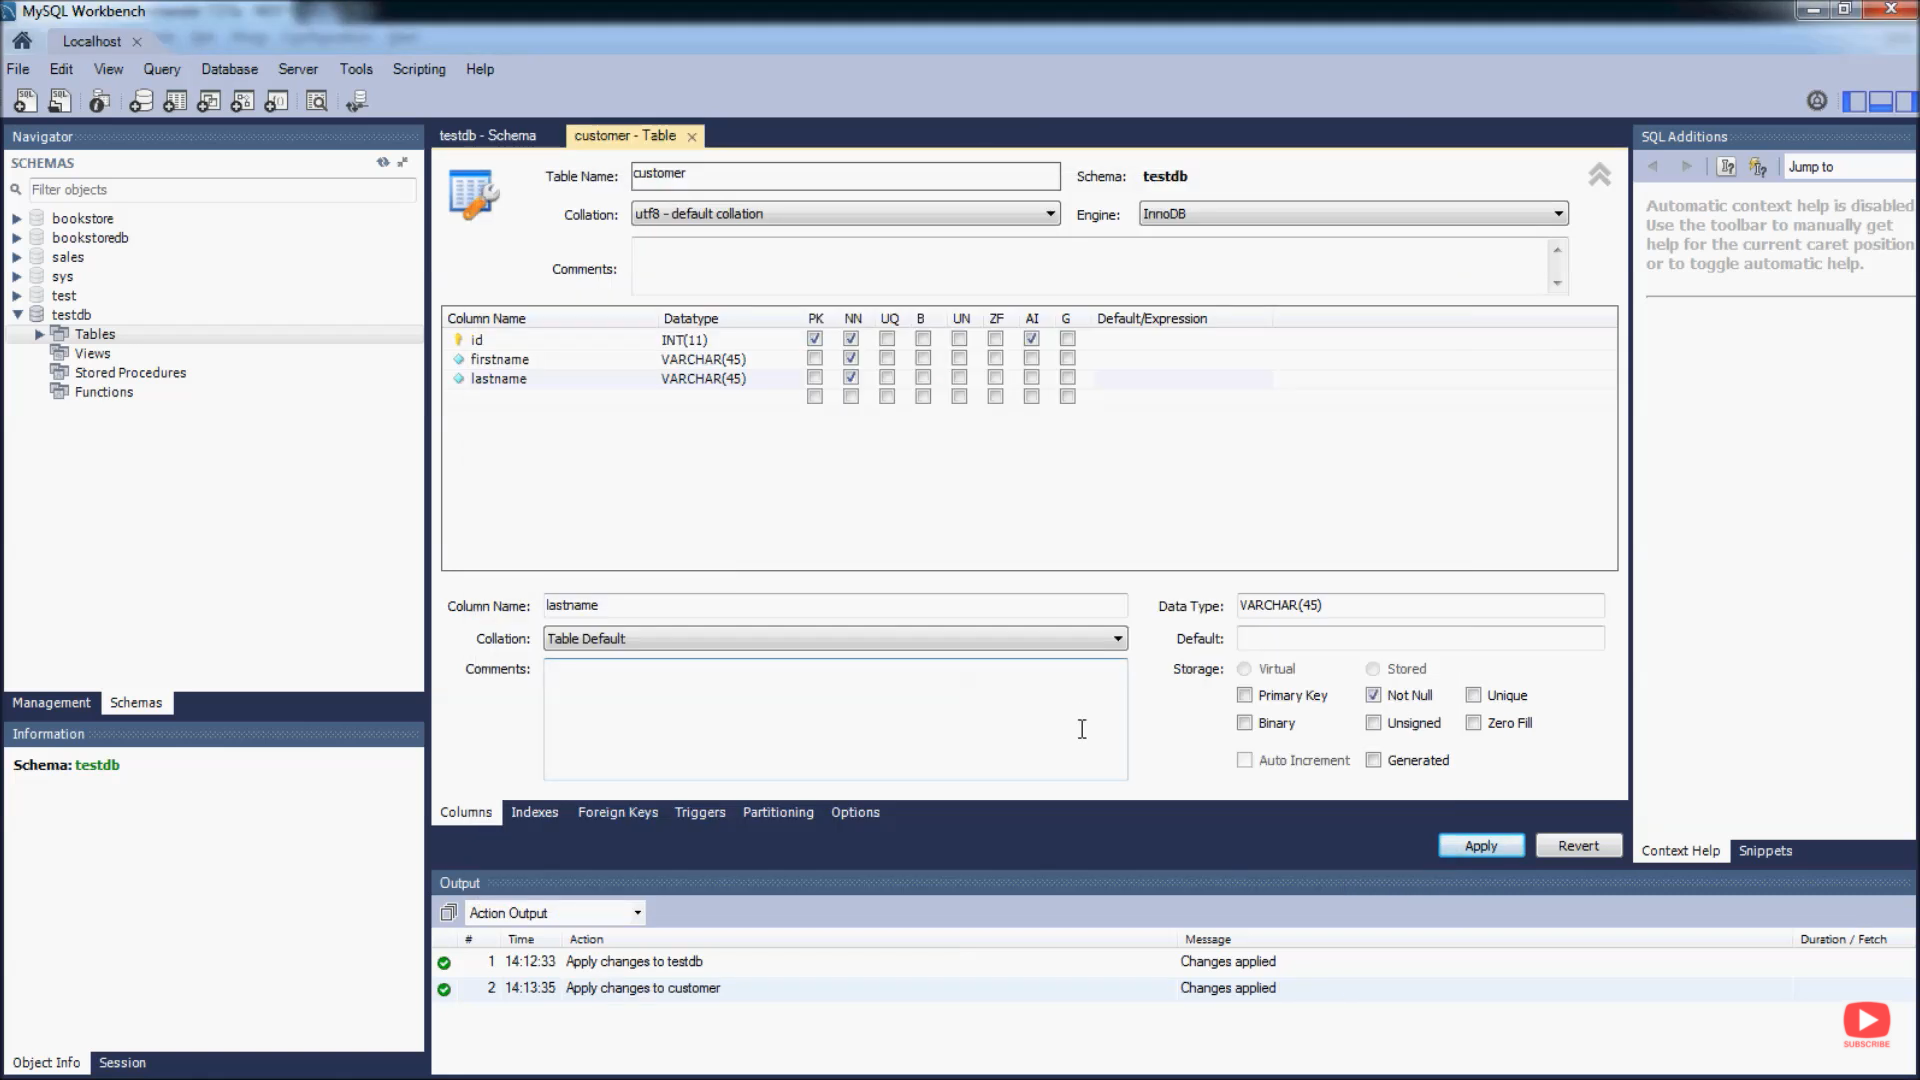 MySQL Workbench
Localhost
File Edit View Query Database Server Tools Scripting Help
Navigator
SCHEMAS
Filter objects
bookstore
bookstoredb
sales
sys
test
testdb
Tables
Views
Stored Procedures
Functions
Management Schemas
Information
Schema: testdb
Object Info Session
testdb - Schema customer - Table
Table Name: customer Schema: testdb
Collation: utf8 - default collation Engine: InnoDB
Comments:
Column Name Datatype PK NN UQ B UN ZF AI G Default/Expression
id INT(11)
firstname VARCHAR(45)
lastname VARCHAR(45)
Column Name: lastname Data Type: VARCHAR(45)
Collation: Table Default Default:
Comments: Storage: Virtual Stored
Primary Key Not Null Unique
Binary Unsigned Zero Fill
Auto Increment Generated
Columns Indexes Foreign Keys Triggers Partitioning Options
Apply Revert
Output
Action Output
# Time Action Message Duration / Fetch
1 14:12:33 Apply changes to testdb Changes applied
2 14:13:35 Apply changes to customer Changes applied
SQL Additions
Jump to
Automatic context help is disabled
Use the toolbar to manually get
help for the current caret position
or to toggle automatic help.
Context Help Snippets
SUBSCRIBE